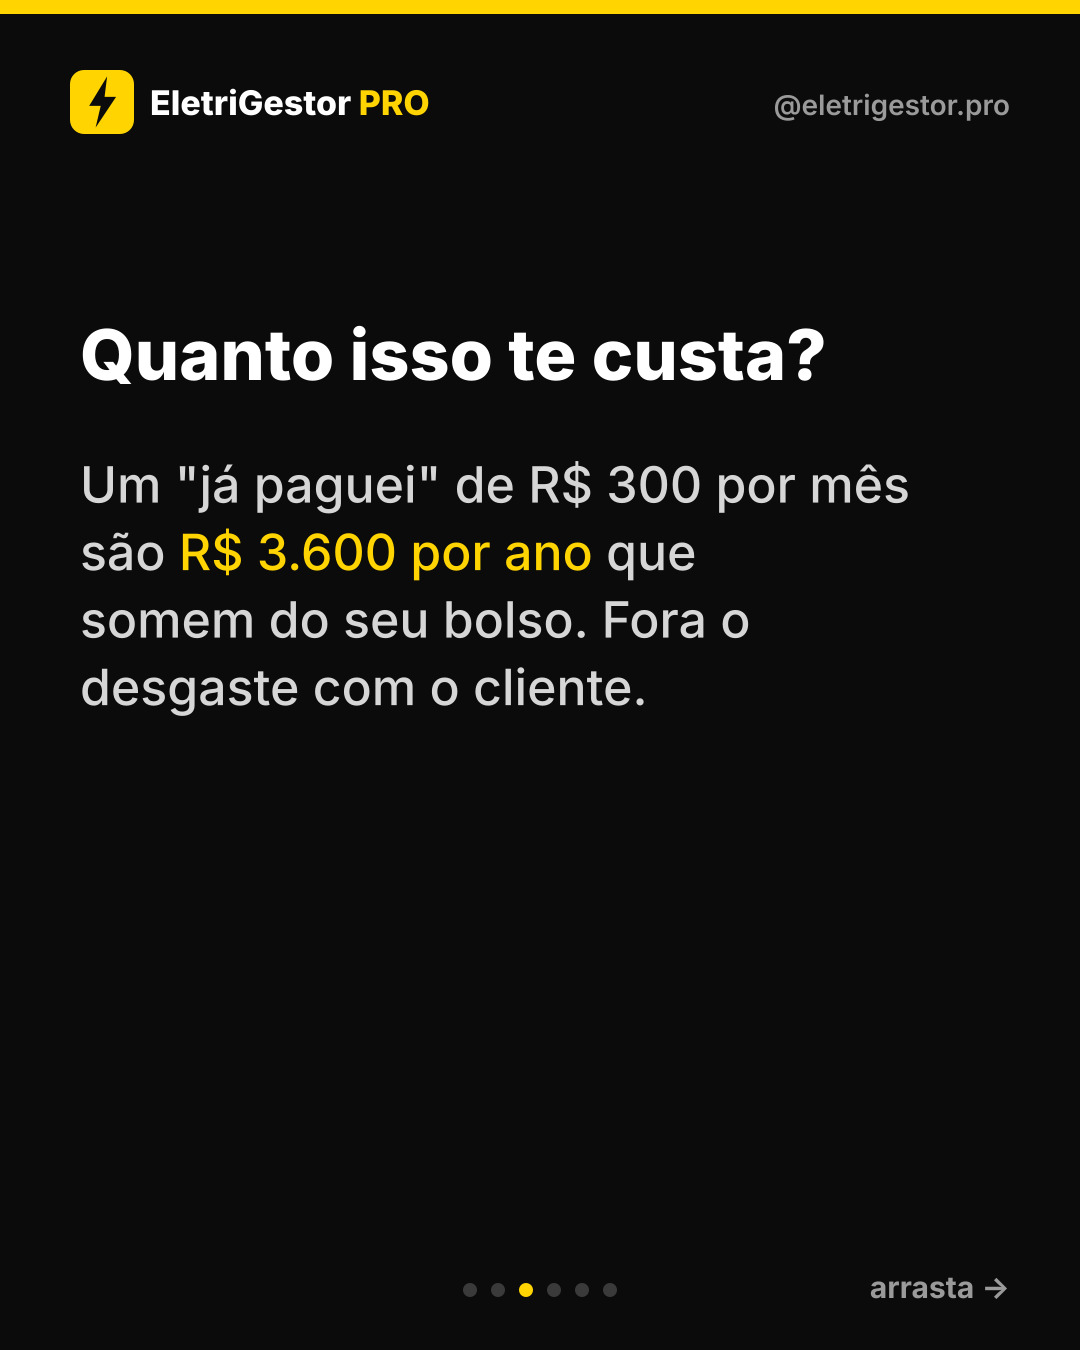 EletriGestor PRO
@eletrigestor.pro
Quanto isso te custa?
Um "já paguei" de R$ 300 por mês
são R$ 3.600 por ano que
somem do seu bolso. Fora o
desgaste com o cliente.
arrasta →